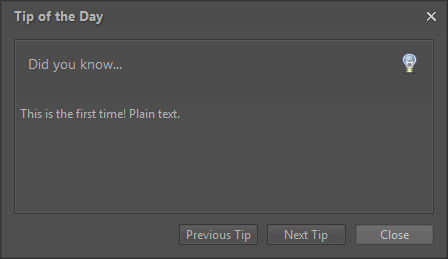 Tip of the Day
Did you know...
This is the first time! Plain text.
Previous Tip
Next Tip
Close